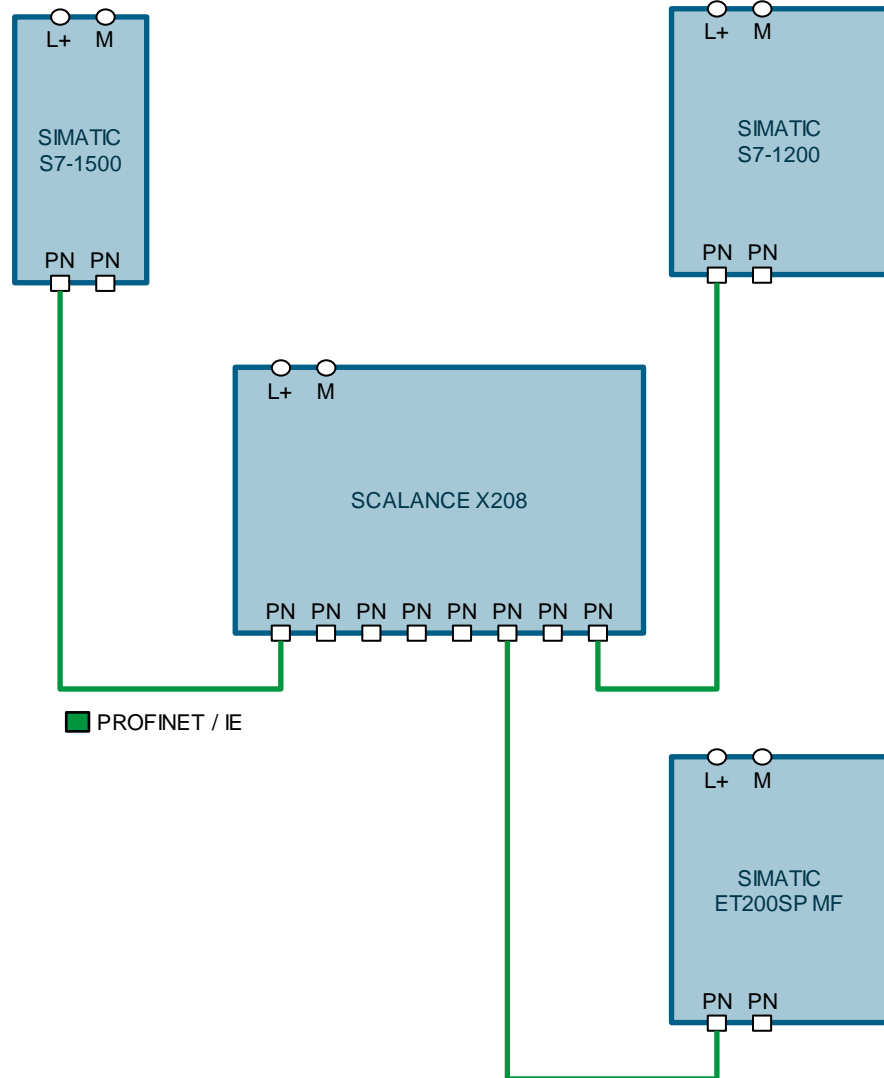 L+ M
SIMATIC
S7-1500
PN PN
L+ M
SIMATIC
S7-1200
PN PN
L+ M
SCALANCE X208
PN PN PN PN PN PN PN PN
PROFINET / IE
L+ M
SIMATIC
ET200SP MF
PN PN